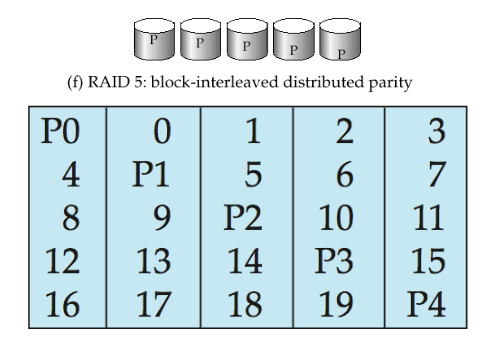 P P P P P
(f) RAID 5: block-interleaved distributed parity
P0 0 1 2 3
4 P1 5 6 7
8 9 P2 10 11
12 13 14 P3 15
16 17 18 19 P4